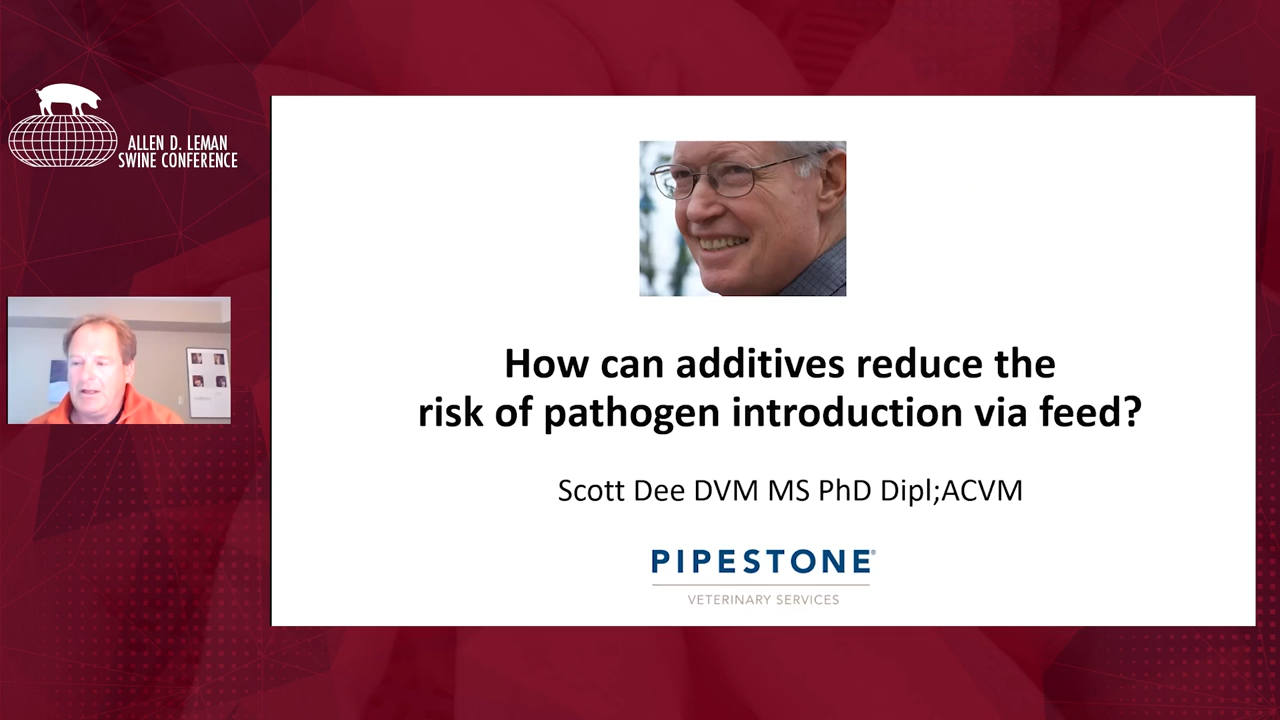 ALLEN D. LEMAN
SWINE CONFERENCE
How can additives reduce the
risk of pathogen introduction via feed?
Scott Dee DVM MS PhD Dipl;ACVM
PIPESTONE®
VETERINARY SERVICES